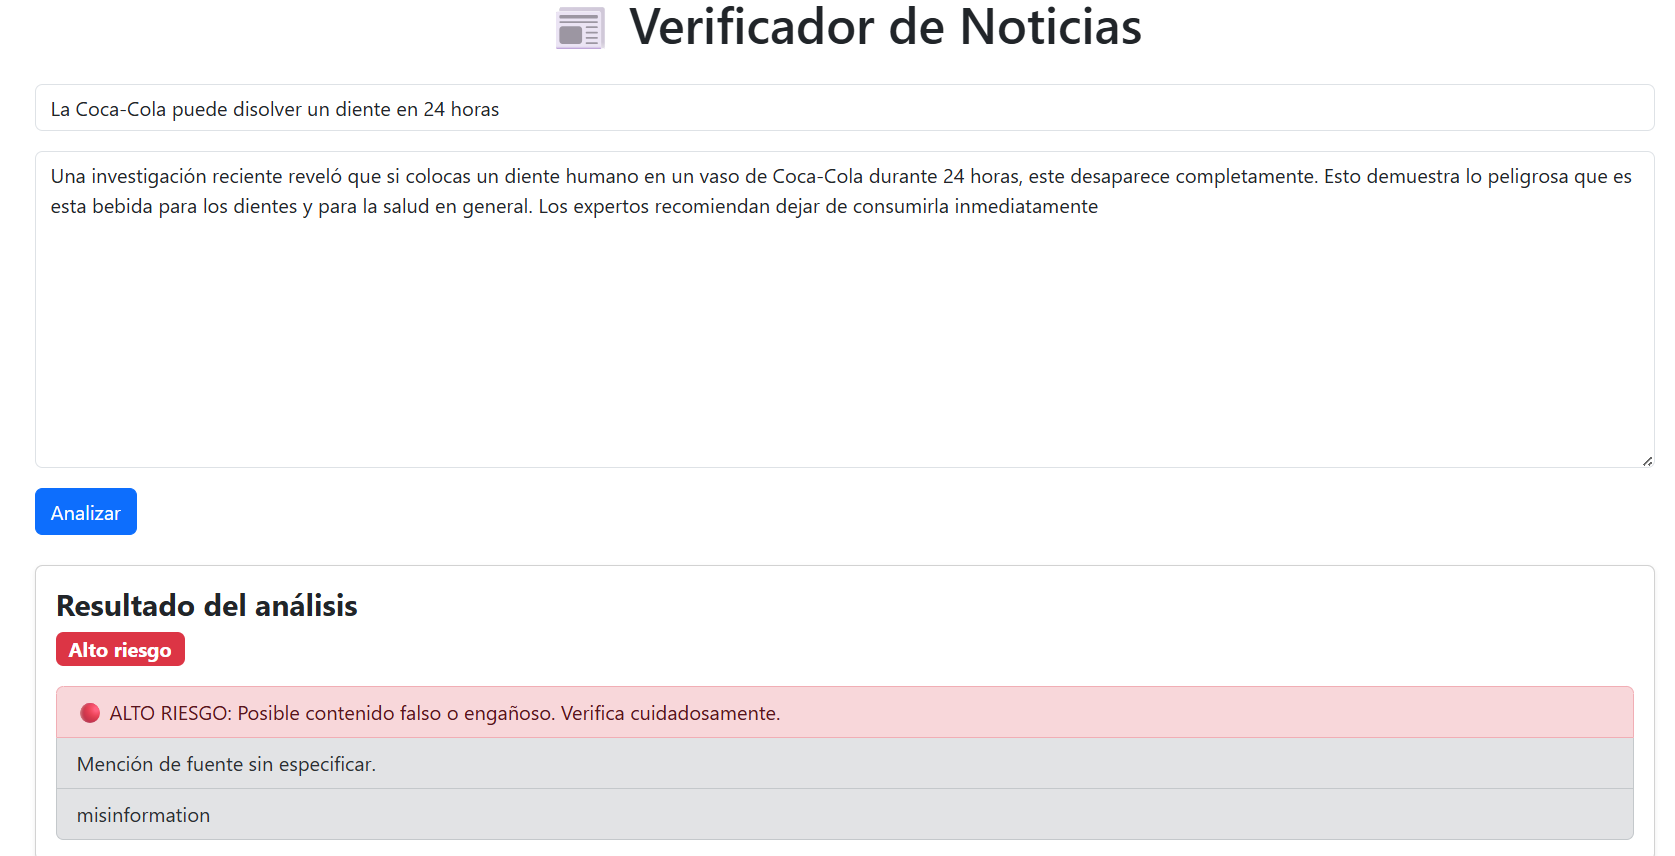 Verificador de Noticias
La Coca-Cola puede disolver un diente en 24 horas
Una investigación reciente reveló que si colocas un diente humano en un vaso de Coca-Cola durante 24 horas, este desaparece completamente. Esto demuestra lo peligrosa que es
esta bebida para los dientes y para la salud en general. Los expertos recomiendan dejar de consumirla inmediatamente
Analizar
Resultado del análisis
Alto riesgo
ALTO RIESGO: Posible contenido falso o engañoso. Verifica cuidadosamente.
Mención de fuente sin especificar.
misinformation